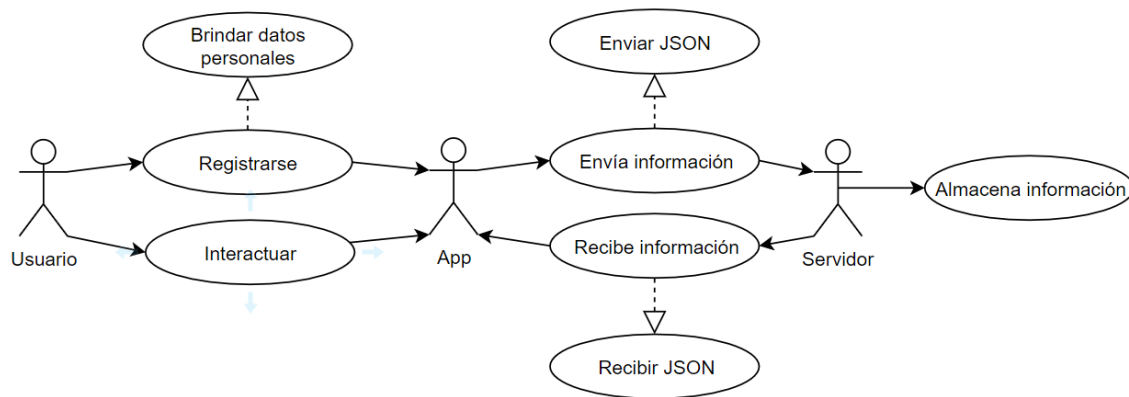 Brindar datos
personales
Enviar JSON
Registrarse
Envía información
Almacena información
Interactuar
Recibe información
Usuario
App
Servidor
Recibir JSON